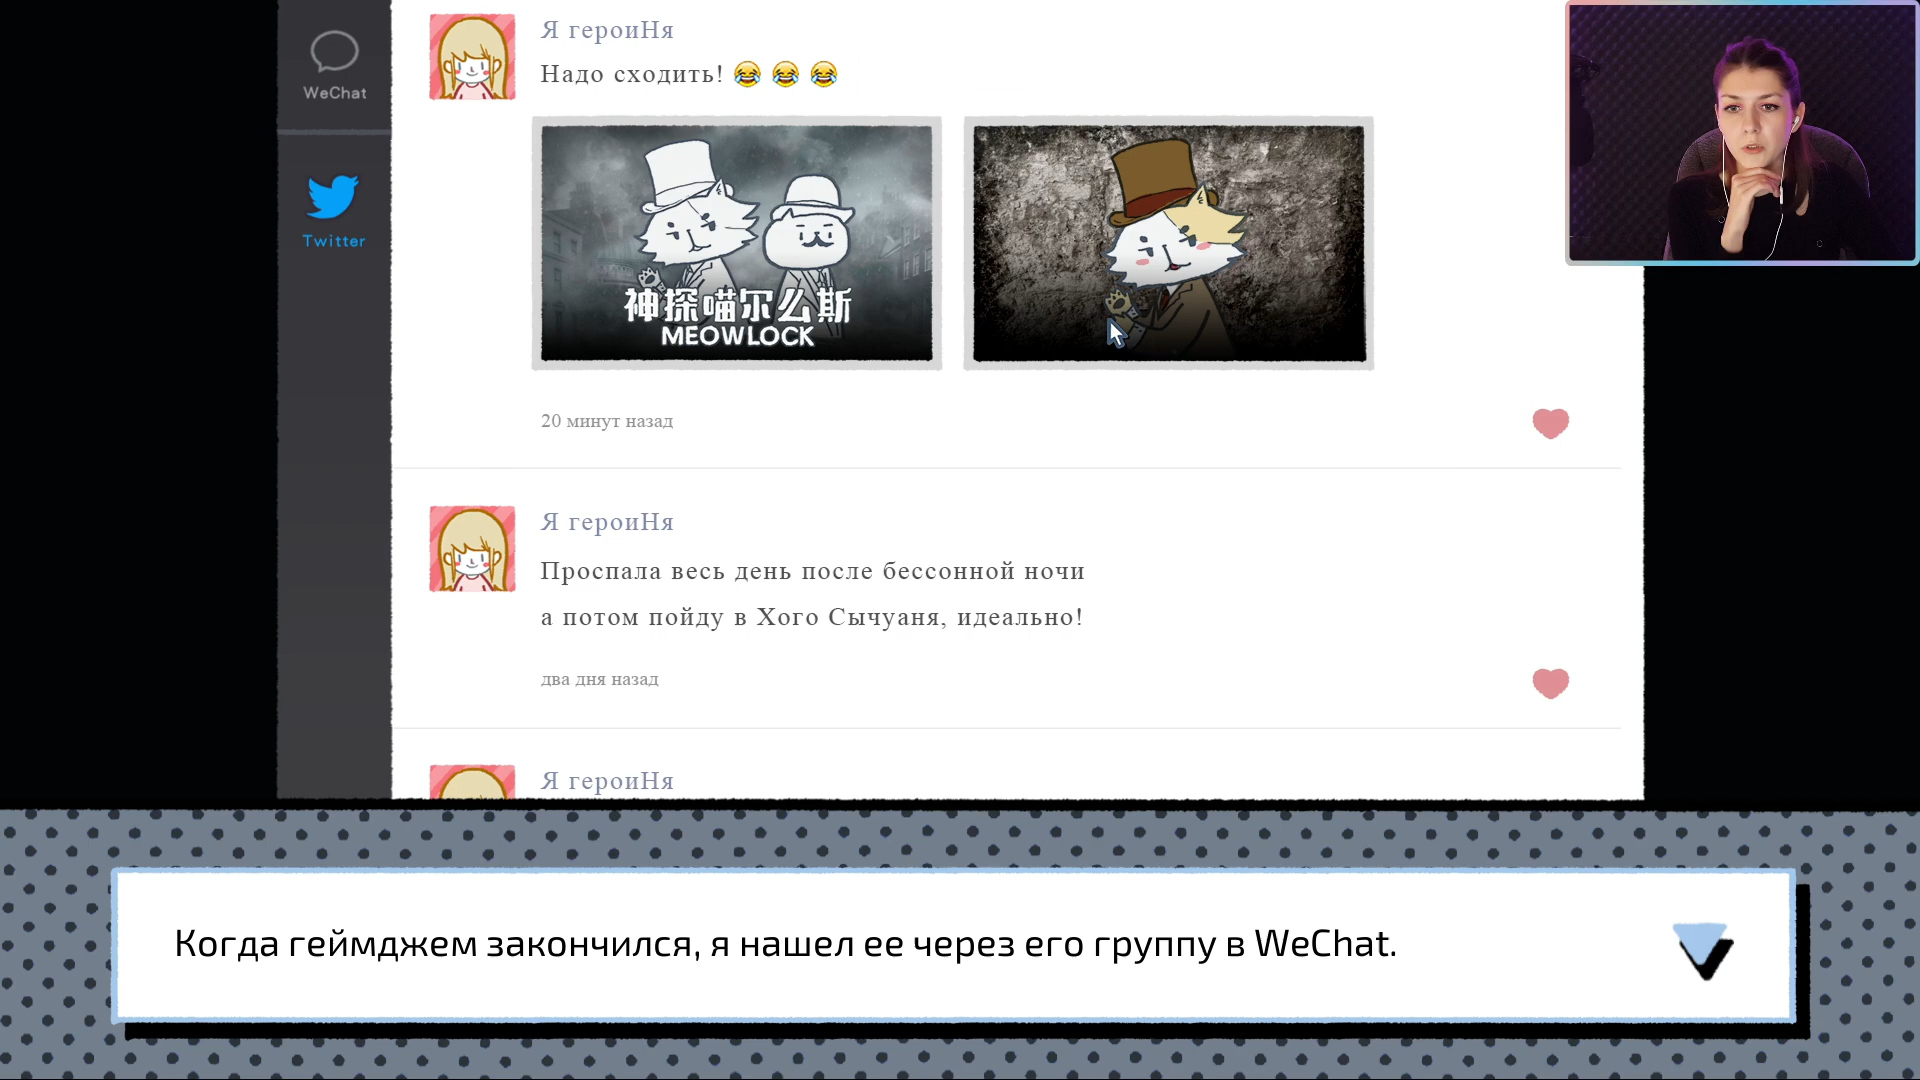 WeChat
Twitter
Я героиНя
Надо сходить! 😂 😂 😂
神探喵尔么斯
MEOWLOCK
20 минут назад
Я героиНя
Проспала весь день после бессонной ночи
а потом пойду в Хого Сычуаня, идеально!
два дня назад
Я героиНя
Когда геймджем закончился, я нашел ее через его группу в WeChat.